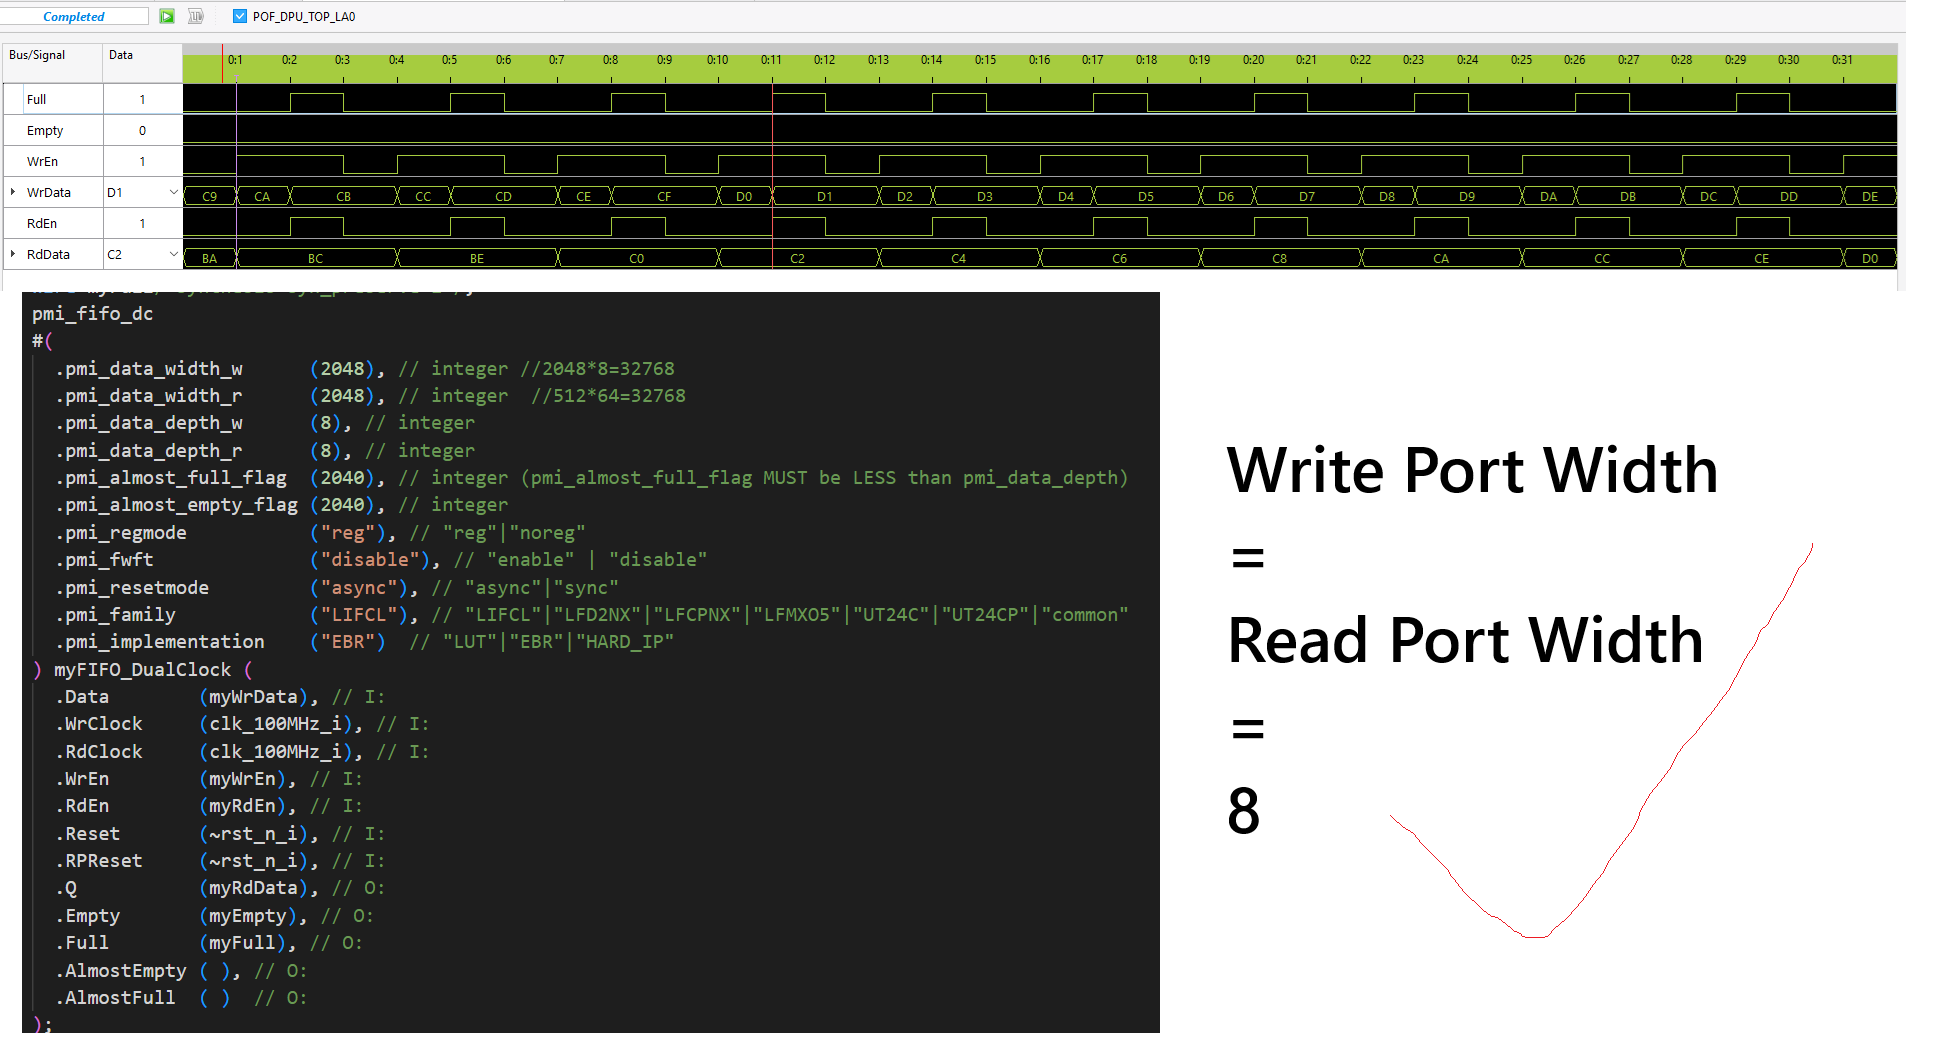 Completed
POF_DPU_TOP_LA0
Bus/Signal Data 0:1 0:2 0:3 0:4 0:5 0:6 0:7 0:8 0:9 0:10 0:11 0:12 0:13 0:14 0:15 0:16 0:17 0:18 0:19 0:20 0:21 0:22 0:23 0:24 0:25 0:26 0:27 0:28 0:29 0:30 0:31
Full 1
Empty 0
WrEn 1
WrData D1 C9 CA CB CC CD CE CF D0 D1 D2 D3 D4 D5 D6 D7 D8 D9 DA DB DC DD DE
RdEn 1
RdData C2 BA BC BE C0 C2 C4 C6 C8 CA CC CE D0
pmi_fifo_dc
#(
.pmi_data_width_w (2048), // integer //2048*8=32768
.pmi_data_width_r (2048), // integer //512*64=32768
.pmi_data_depth_w (8), // integer
.pmi_data_depth_r (8), // integer
.pmi_almost_full_flag (2040), // integer (pmi_almost_full_flag MUST be LESS than pmi_data_depth)
.pmi_almost_empty_flag (2040), // integer
.pmi_regmode ("reg"), // "reg"|"noreg"
.pmi_fwft ("disable"), // "enable" | "disable"
.pmi_resetmode ("async"), // "async"|"sync"
.pmi_family ("LIFCL"), // "LIFCL"|"LFD2NX"|"LFCPNX"|"LFMXO5"|"UT24C"|"UT24CP"|"common"
.pmi_implementation ("EBR") // "LUT"|"EBR"|"HARD_IP"
) myFIFO_DualClock (
.Data (myWrData), // I:
.WrClock (clk_100MHz_i), // I:
.RdClock (clk_100MHz_i), // I:
.WrEn (myWrEn), // I:
.RdEn (myRdEn), // I:
.Reset (~rst_n_i), // I:
.RPReset (~rst_n_i), // I:
.Q (myRdData), // O:
.Empty (myEmpty), // O:
.Full (myFull), // O:
.AlmostEmpty ( ), // O:
.AlmostFull ( ) // O:
);
Write Port Width
=
Read Port Width
=
8